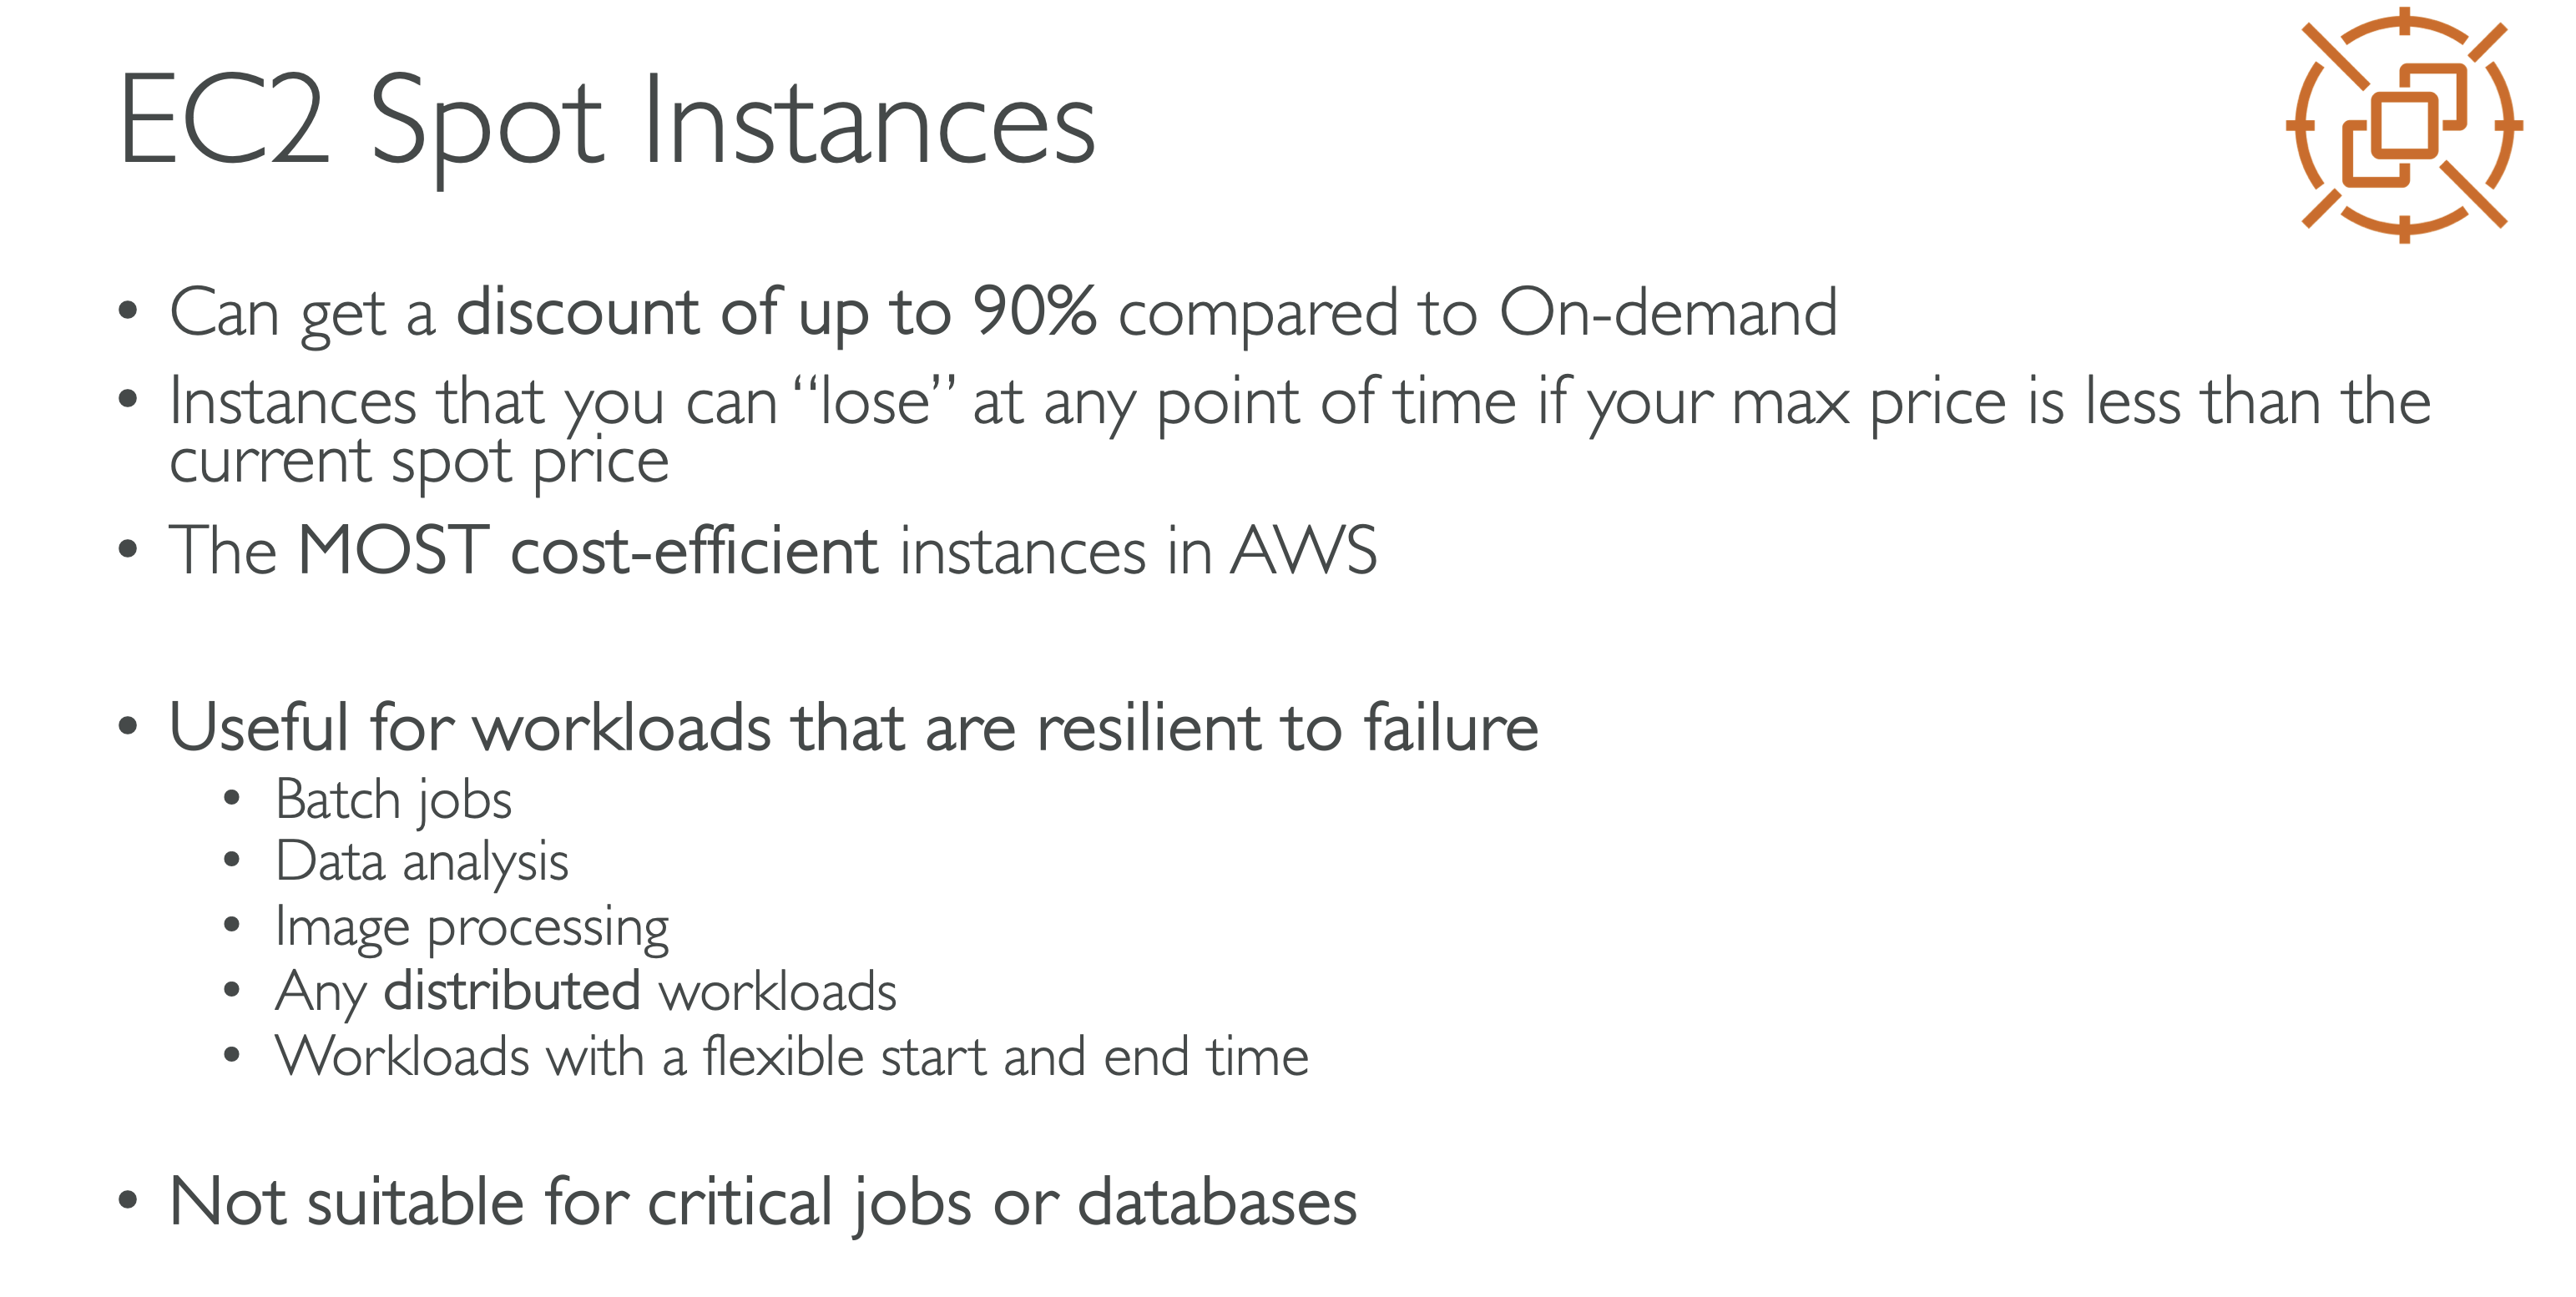 EC2 Spot Instances
• Can get a discount of up to 90% compared to On-demand
• Instances that you can “lose” at any point of time if your max price is less than the
current spot price
• The MOST cost-efficient instances in AWS
• Useful for workloads that are resilient to failure
• Batch jobs
• Data analysis
• Image processing
• Any distributed workloads
• Workloads with a flexible start and end time
• Not suitable for critical jobs or databases